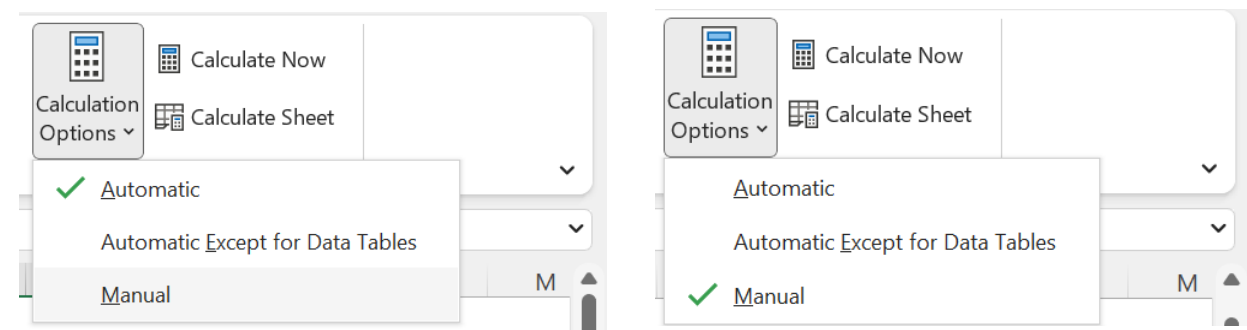 Calculation
Options
Calculate Now
Calculate Sheet
Automatic
Automatic Except for Data Tables
Manual
M
Calculation
Options
Calculate Now
Calculate Sheet
Automatic
Automatic Except for Data Tables
Manual
M